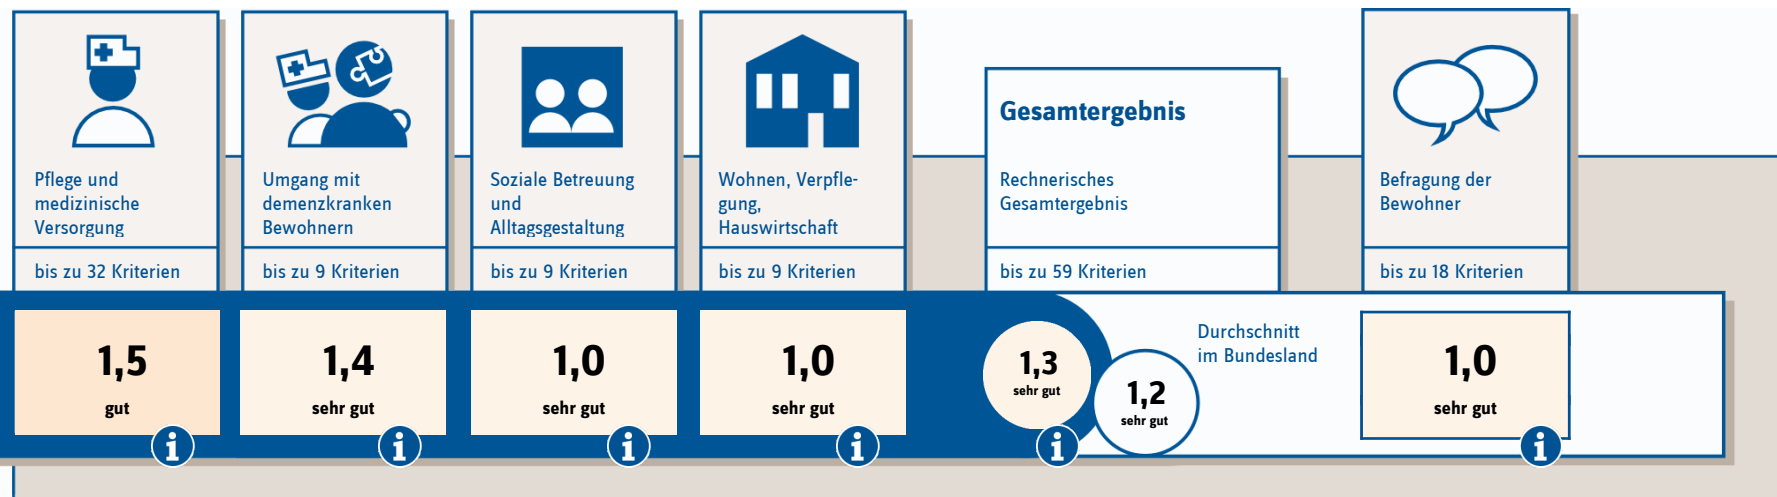 Pflege und
medizinische
Versorgung
bis zu 32 Kriterien
1,5
gut
Umgang mit
demenzkranken
Bewohnern
bis zu 9 Kriterien
1,4
sehr gut
Soziale Betreuung
und
Alltagsgestaltung
bis zu 9 Kriterien
1,0
sehr gut
Wohnen, Verpfle-
gung,
Hauswirtschaft
bis zu 9 Kriterien
1,0
sehr gut
Gesamtergebnis
Rechnerisches
Gesamtergebnis
bis zu 59 Kriterien
1,3
sehr gut
1,2
sehr gut
Durchschnitt
im Bundesland
Befragung der
Bewohner
bis zu 18 Kriterien
1,0
sehr gut